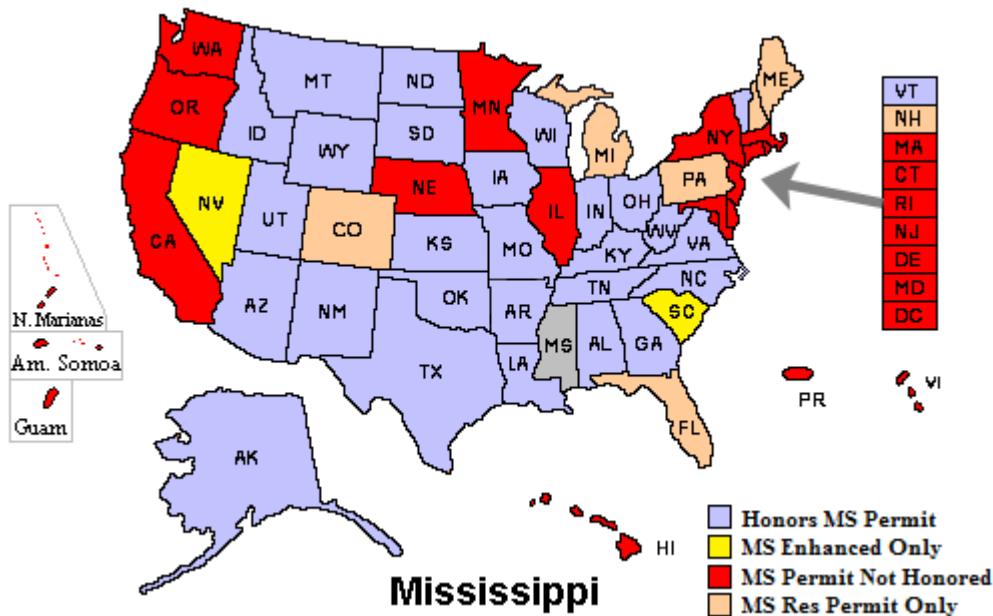 WA
MT
ND
MN
ME
VT
OR
ID
SD
WI
NY
NH
WY
MI
MA
IA
PA
CT
NV
NE
IL
IN
OH
RI
UT
CO
WV
NJ
CA
KS
MO
KY
VA
DE
TN
NC
MD
AZ
NM
OK
AR
SC
DC
N. Marianas
MS
AL
GA
Am. Somoa
TX
LA
VI
PR
Guam
FL
AK
Honors MS Permit
HI
MS Enhanced Only
MS Permit Not Honored
Mississippi
MS Res Permit Only